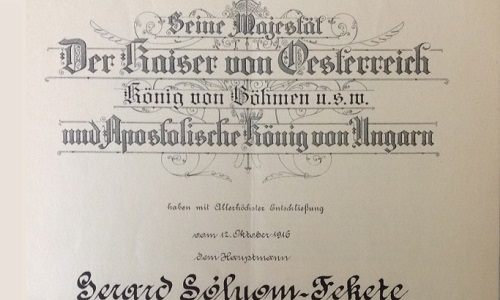 Seine Majestät
Der Kaiser von Oesterreich
König von Böhmen u.s.w.
und Apostolische König von Ungarn
haben mit Allerhöchster Entschließung
vom 12. Oktober 1916
dem Hauptmann
Gerard Sólyom-Fekete